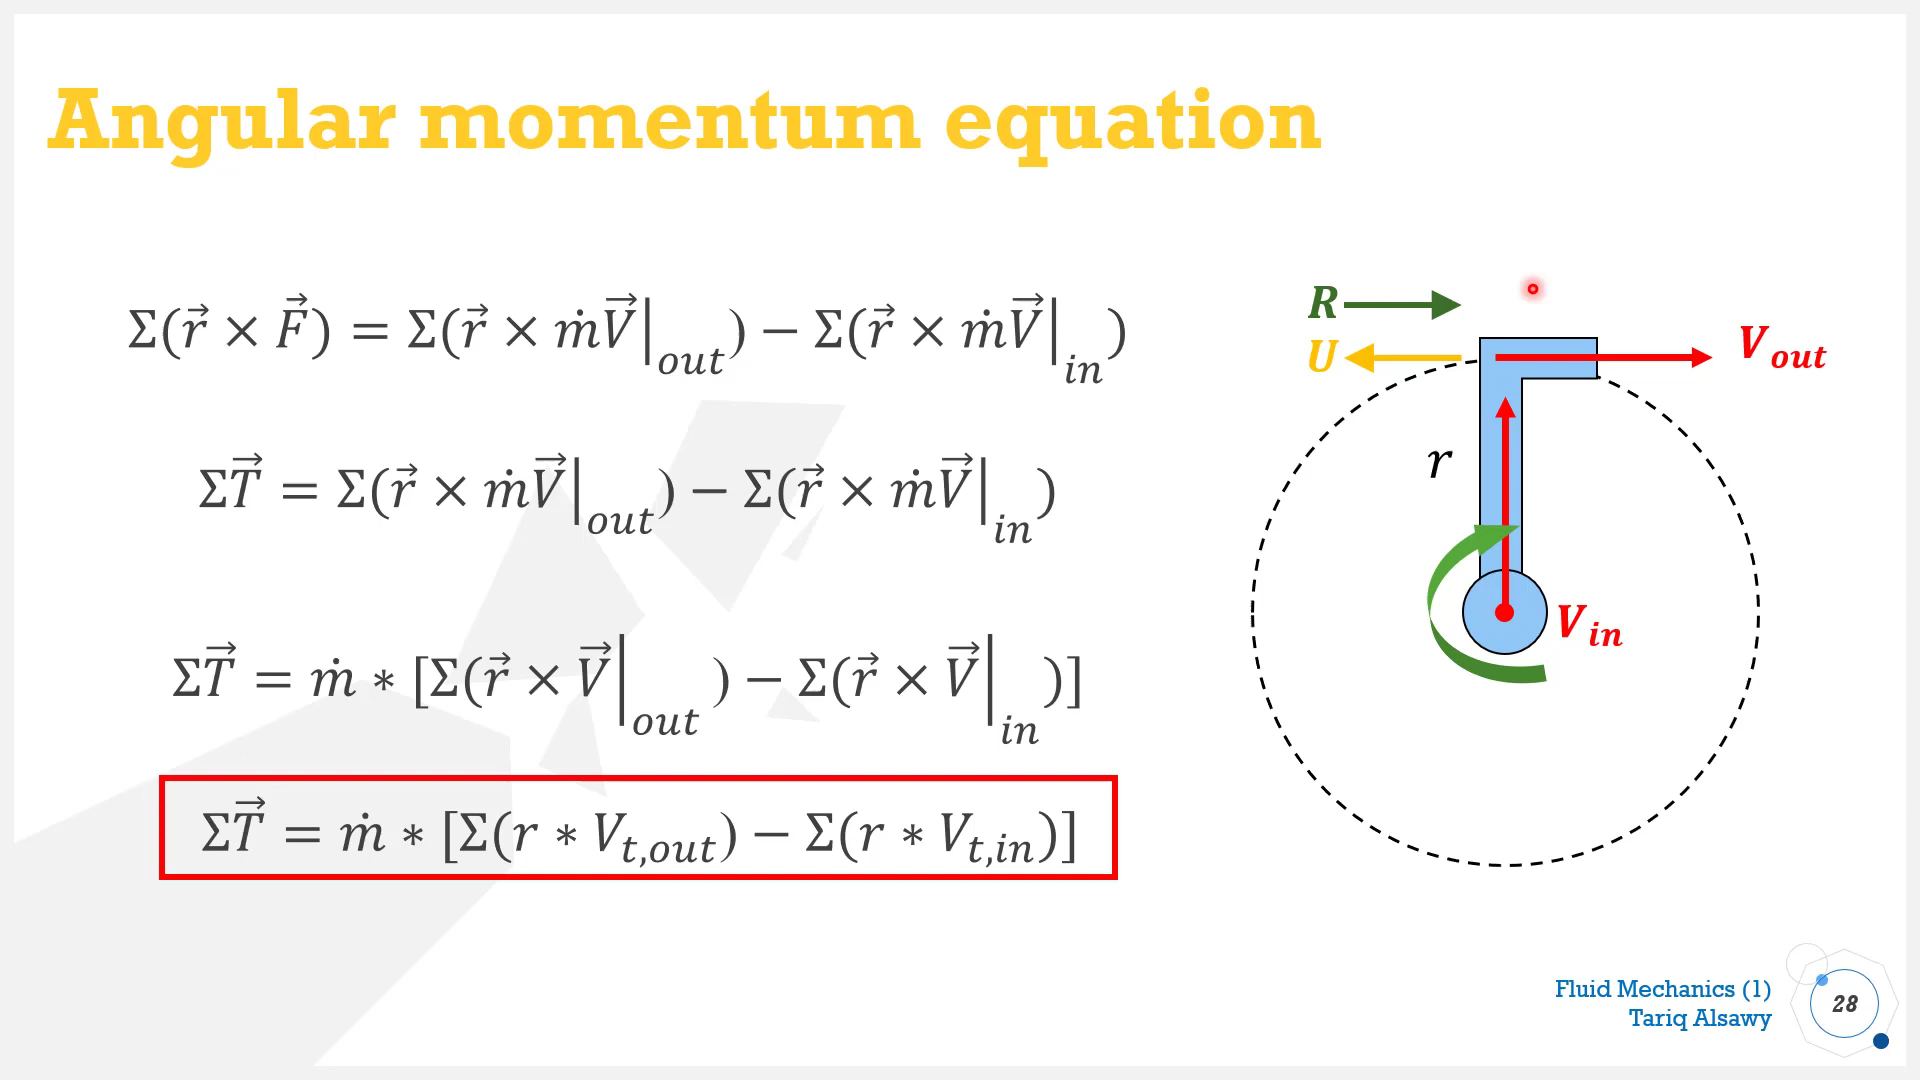 Angular momentum equation
Σ(r⃗ × F⃗) = Σ(r⃗ × ṁV⃗|out) − Σ(r⃗ × ṁV⃗|in)
ΣT⃗ = Σ(r⃗ × ṁV⃗|out) − Σ(r⃗ × ṁV⃗|in)
ΣT⃗ = ṁ ∗ [Σ(r⃗ × V⃗|out) − Σ(r⃗ × V⃗|in)]
ΣT⃗ = ṁ ∗ [Σ(r ∗ Vt,out) − Σ(r ∗ Vt,in)]
R
U
Vout
r
Vin
Fluid Mechanics (1)
Tariq Alsawy
28